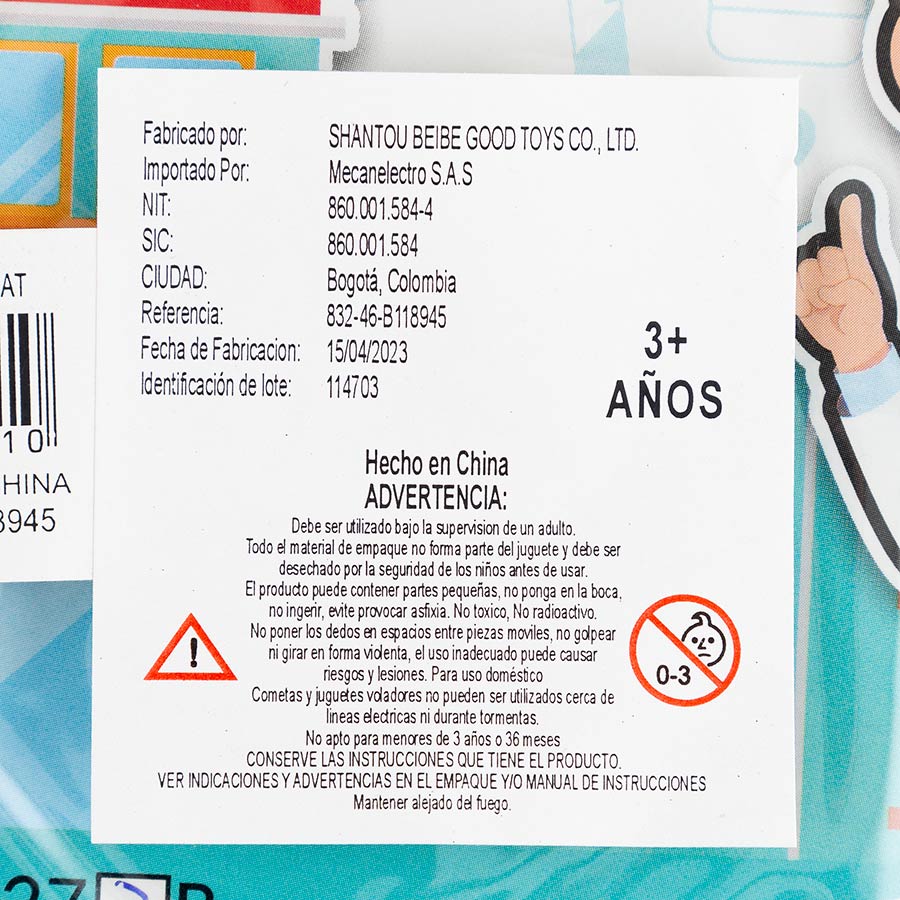 Fabricado por: SHANTOU BEIBE GOOD TOYS CO., LTD.
Importado Por: Mecanelectro S.A.S
NIT: 860.001.584-4
SIC: 860.001.584
CIUDAD: Bogotá, Colombia
Referencia: 832-46-B118945
Fecha de Fabricacion: 15/04/2023
Identificación de lote: 114703
3+
AÑOS
Hecho en China
ADVERTENCIA:
Debe ser utilizado bajo la supervision de un adulto.
Todo el material de empaque no forma parte del juguete y debe ser
desechado por la seguridad de los niños antes de usar.
El producto puede contener partes pequeñas, no ponga en la boca,
no ingerir, evite provocar asfixia. No toxico, No radioactivo.
No poner los dedos en espacios entre piezas moviles, no golpear
ni girar en forma violenta, el uso inadecuado puede causar
riesgos y lesiones. Para uso doméstico
Cometas y juguetes voladores no pueden ser utilizados cerca de
lineas electricas ni durante tormentas.
No apto para menores de 3 años o 36 meses
CONSERVE LAS INSTRUCCIONES QUE TIENE EL PRODUCTO.
VER INDICACIONES Y ADVERTENCIAS EN EL EMPAQUE Y/O MANUAL DE INSTRUCCIONES
Mantener alejado del fuego.
!
0-3
AT
10
HINA
8945